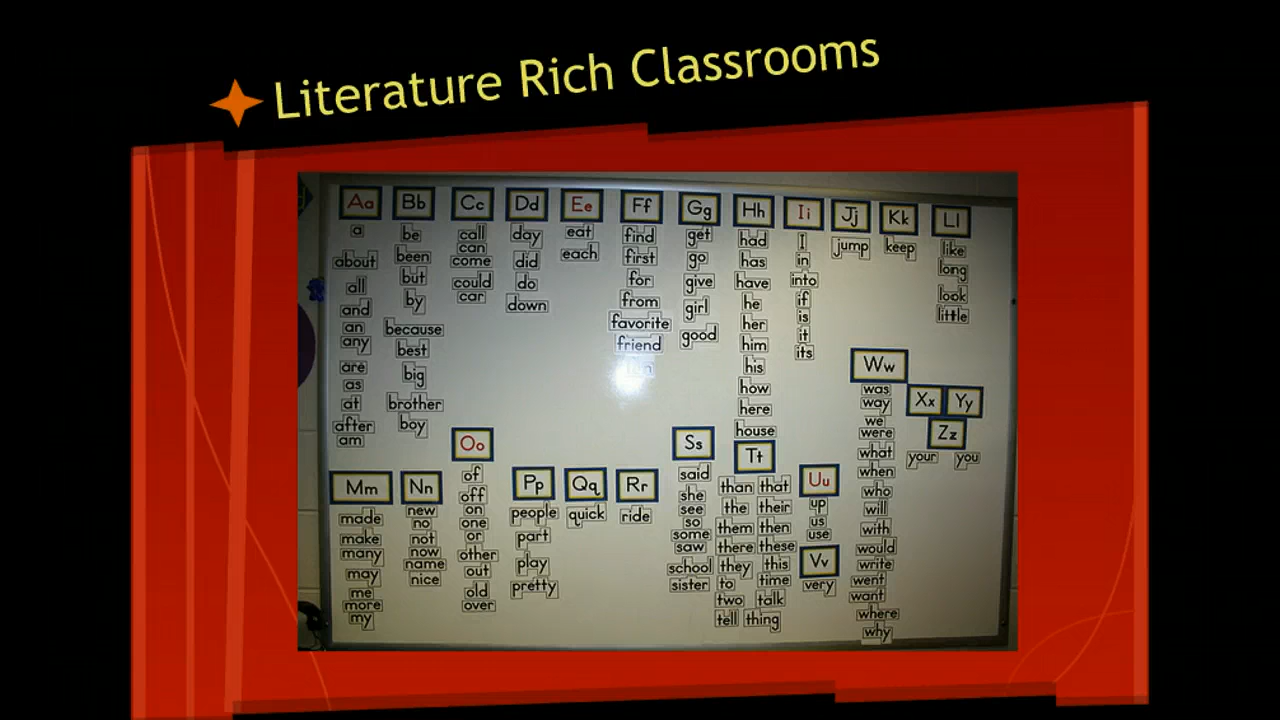 Literature Rich Classrooms
Aa
a
about
all
and
an
any
are
as
at
after
am
Bb
be
been
but
by
because
best
big
brother
boy
Cc
call
can
come
could
car
Dd
day
did
do
down
Ee
eat
each
Ff
find
first
for
from
favorite
friend
Gg
get
go
give
girl
good
Hh
had
has
have
he
her
him
his
how
here
house
Ii
I
in
into
if
is
it
its
Jj
jump
Kk
keep
Ll
like
long
look
little
Mm
made
make
many
may
me
more
my
Nn
new
no
not
now
name
nice
Oo
of
off
on
one
or
other
out
old
over
Pp
people
part
play
pretty
Qq
quick
Rr
ride
Ss
said
she
see
so
some
saw
school
sister
Tt
than that
the their
them then
there these
they this
to time
two talk
tell thing
Uu
up
us
use
Vv
very
Ww
was
way
we
were
what
when
who
will
with
would
write
went
want
where
why
Xx Yy
Zz
your you